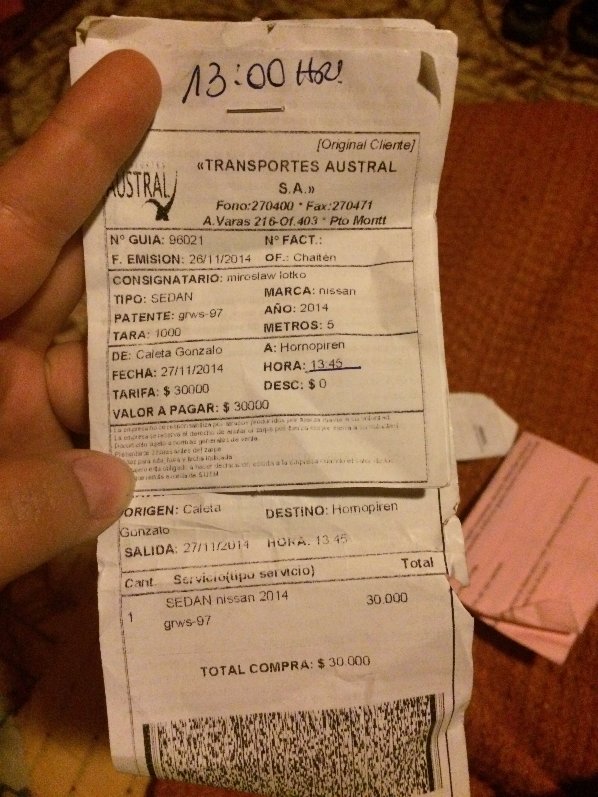 13:00 HRS
[Original Cliente]
AUSTRAL
«TRANSPORTES AUSTRAL
S.A.»
Fono:270400 * Fax:270471
A.Varas 216-Of.403 * Pto Montt
Nº GUIA: 96021 Nº FACT.:
F. EMISION: 26/11/2014 OF.: Chaitén
CONSIGNATARIO: miroslaw lotko
TIPO: SEDAN MARCA: nissan
PATENTE: grws-97 AÑO: 2014
TARA: 1000 METROS: 5
DE: Caleta Gonzalo A: Hornopiren
FECHA: 27/11/2014 HORA: 13:45
TARIFA: $ 30000 DESC: $ 0
VALOR A PAGAR: $ 30000
ORIGEN: Caleta DESTINO: Hornopiren
Gonzalo
SALIDA: 27/11/2014 HORA: 13:45
Cant. Servicio(tipo servicio) Total
1 SEDAN nissan 2014 30.000
grws-97
TOTAL COMPRA: $ 30.000